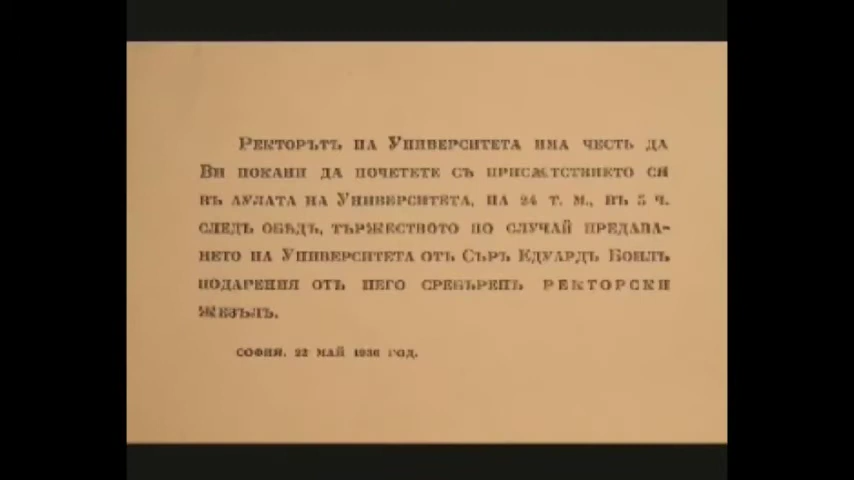 Ректорътъ на Университета има честь да
Ви покани да почетете съ присѫтствието си
въ аулата на Университета, на 24 т. м., въ 5 ч.
следъ обѣдъ, тържеството по случай предава-
нето на Университета отъ Съръ Едуардъ Боилъ
подарения отъ него сребъренъ ректорски
жезълъ.
София, 22 май 1936 год.